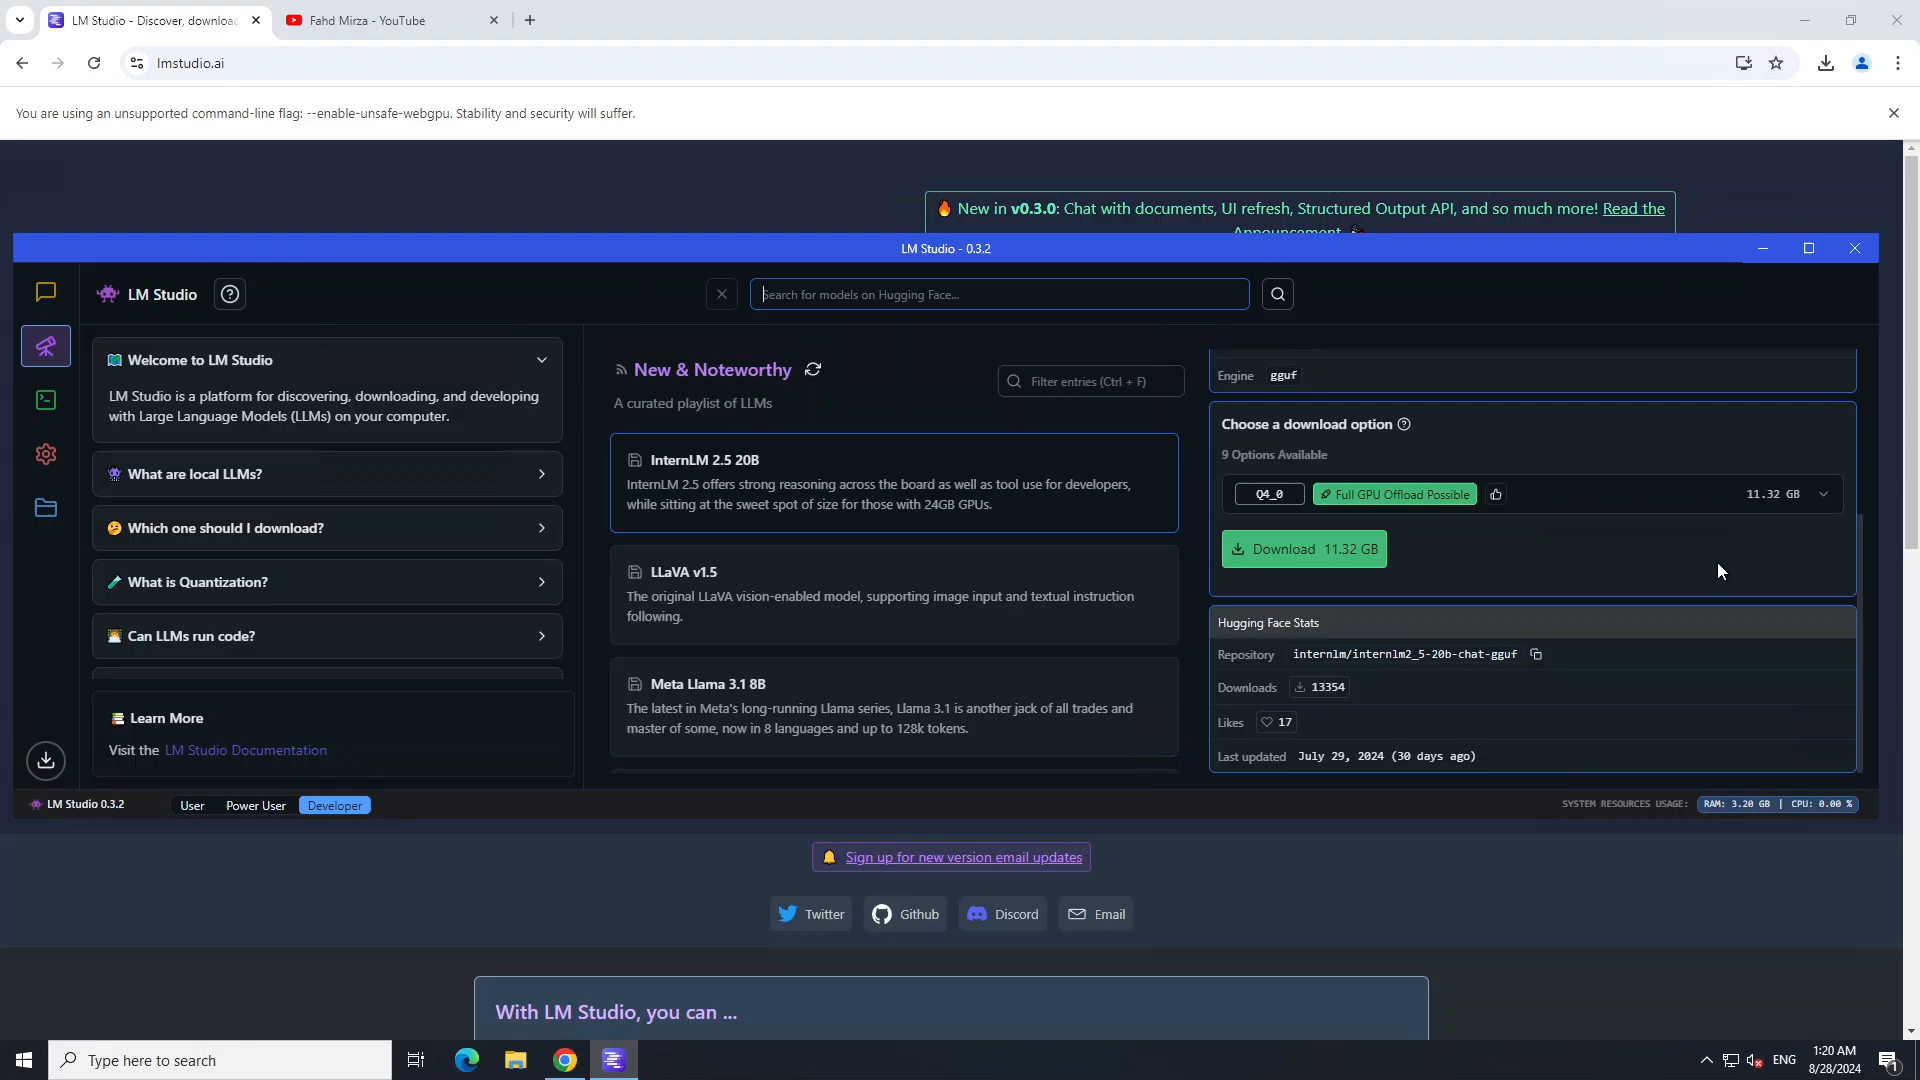 LM Studio - Discover, downloa
Fahd Mirza - YouTube
lmstudio.ai
You are using an unsupported command-line flag: --enable-unsafe-webgpu. Stability and security will suffer.
🔥 New in v0.3.0: Chat with documents, UI refresh, Structured Output API, and so much more! Read the
Announcement
LM Studio - 0.3.2
LM Studio
Search for models on Hugging Face...
Welcome to LM Studio
LM Studio is a platform for discovering, downloading, and developing
with Large Language Models (LLMs) on your computer.
What are local LLMs?
Which one should I download?
What is Quantization?
Can LLMs run code?
Learn More
Visit the LM Studio Documentation
New & Noteworthy
Filter entries (Ctrl + F)
A curated playlist of LLMs
InternLM 2.5 20B
InternLM 2.5 offers strong reasoning across the board as well as tool use for developers,
while sitting at the sweet spot of size for those with 24GB GPUs.
LLaVA v1.5
The original LLaVA vision-enabled model, supporting image input and textual instruction
following.
Meta Llama 3.1 8B
The latest in Meta's long-running Llama series, Llama 3.1 is another jack of all trades and
master of some, now in 8 languages and up to 128k tokens.
Engine gguf
Choose a download option
9 Options Available
Q4_0 Full GPU Offload Possible 11.32 GB
Download 11.32 GB
Hugging Face Stats
Repository internlm/internlm2_5-20b-chat-gguf
Downloads 13354
Likes 17
Last updated July 29, 2024 (30 days ago)
LM Studio 0.3.2 User Power User Developer
SYSTEM RESOURCES USAGE: RAM: 3.20 GB | CPU: 0.00 %
Sign up for new version email updates
Twitter Github Discord Email
With LM Studio, you can ...
Type here to search
ENG
1:20 AM
8/28/2024
1